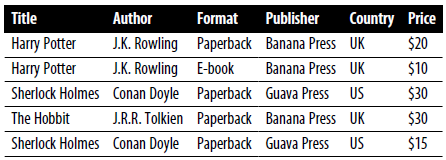 Title Author Format Publisher Country Price
Harry Potter J.K. Rowling Paperback Banana Press UK $20
Harry Potter J.K. Rowling E-book Banana Press UK $10
Sherlock Holmes Conan Doyle Paperback Guava Press US $30
The Hobbit J.R.R. Tolkien Paperback Banana Press UK $30
Sherlock Holmes Conan Doyle Paperback Guava Press US $15